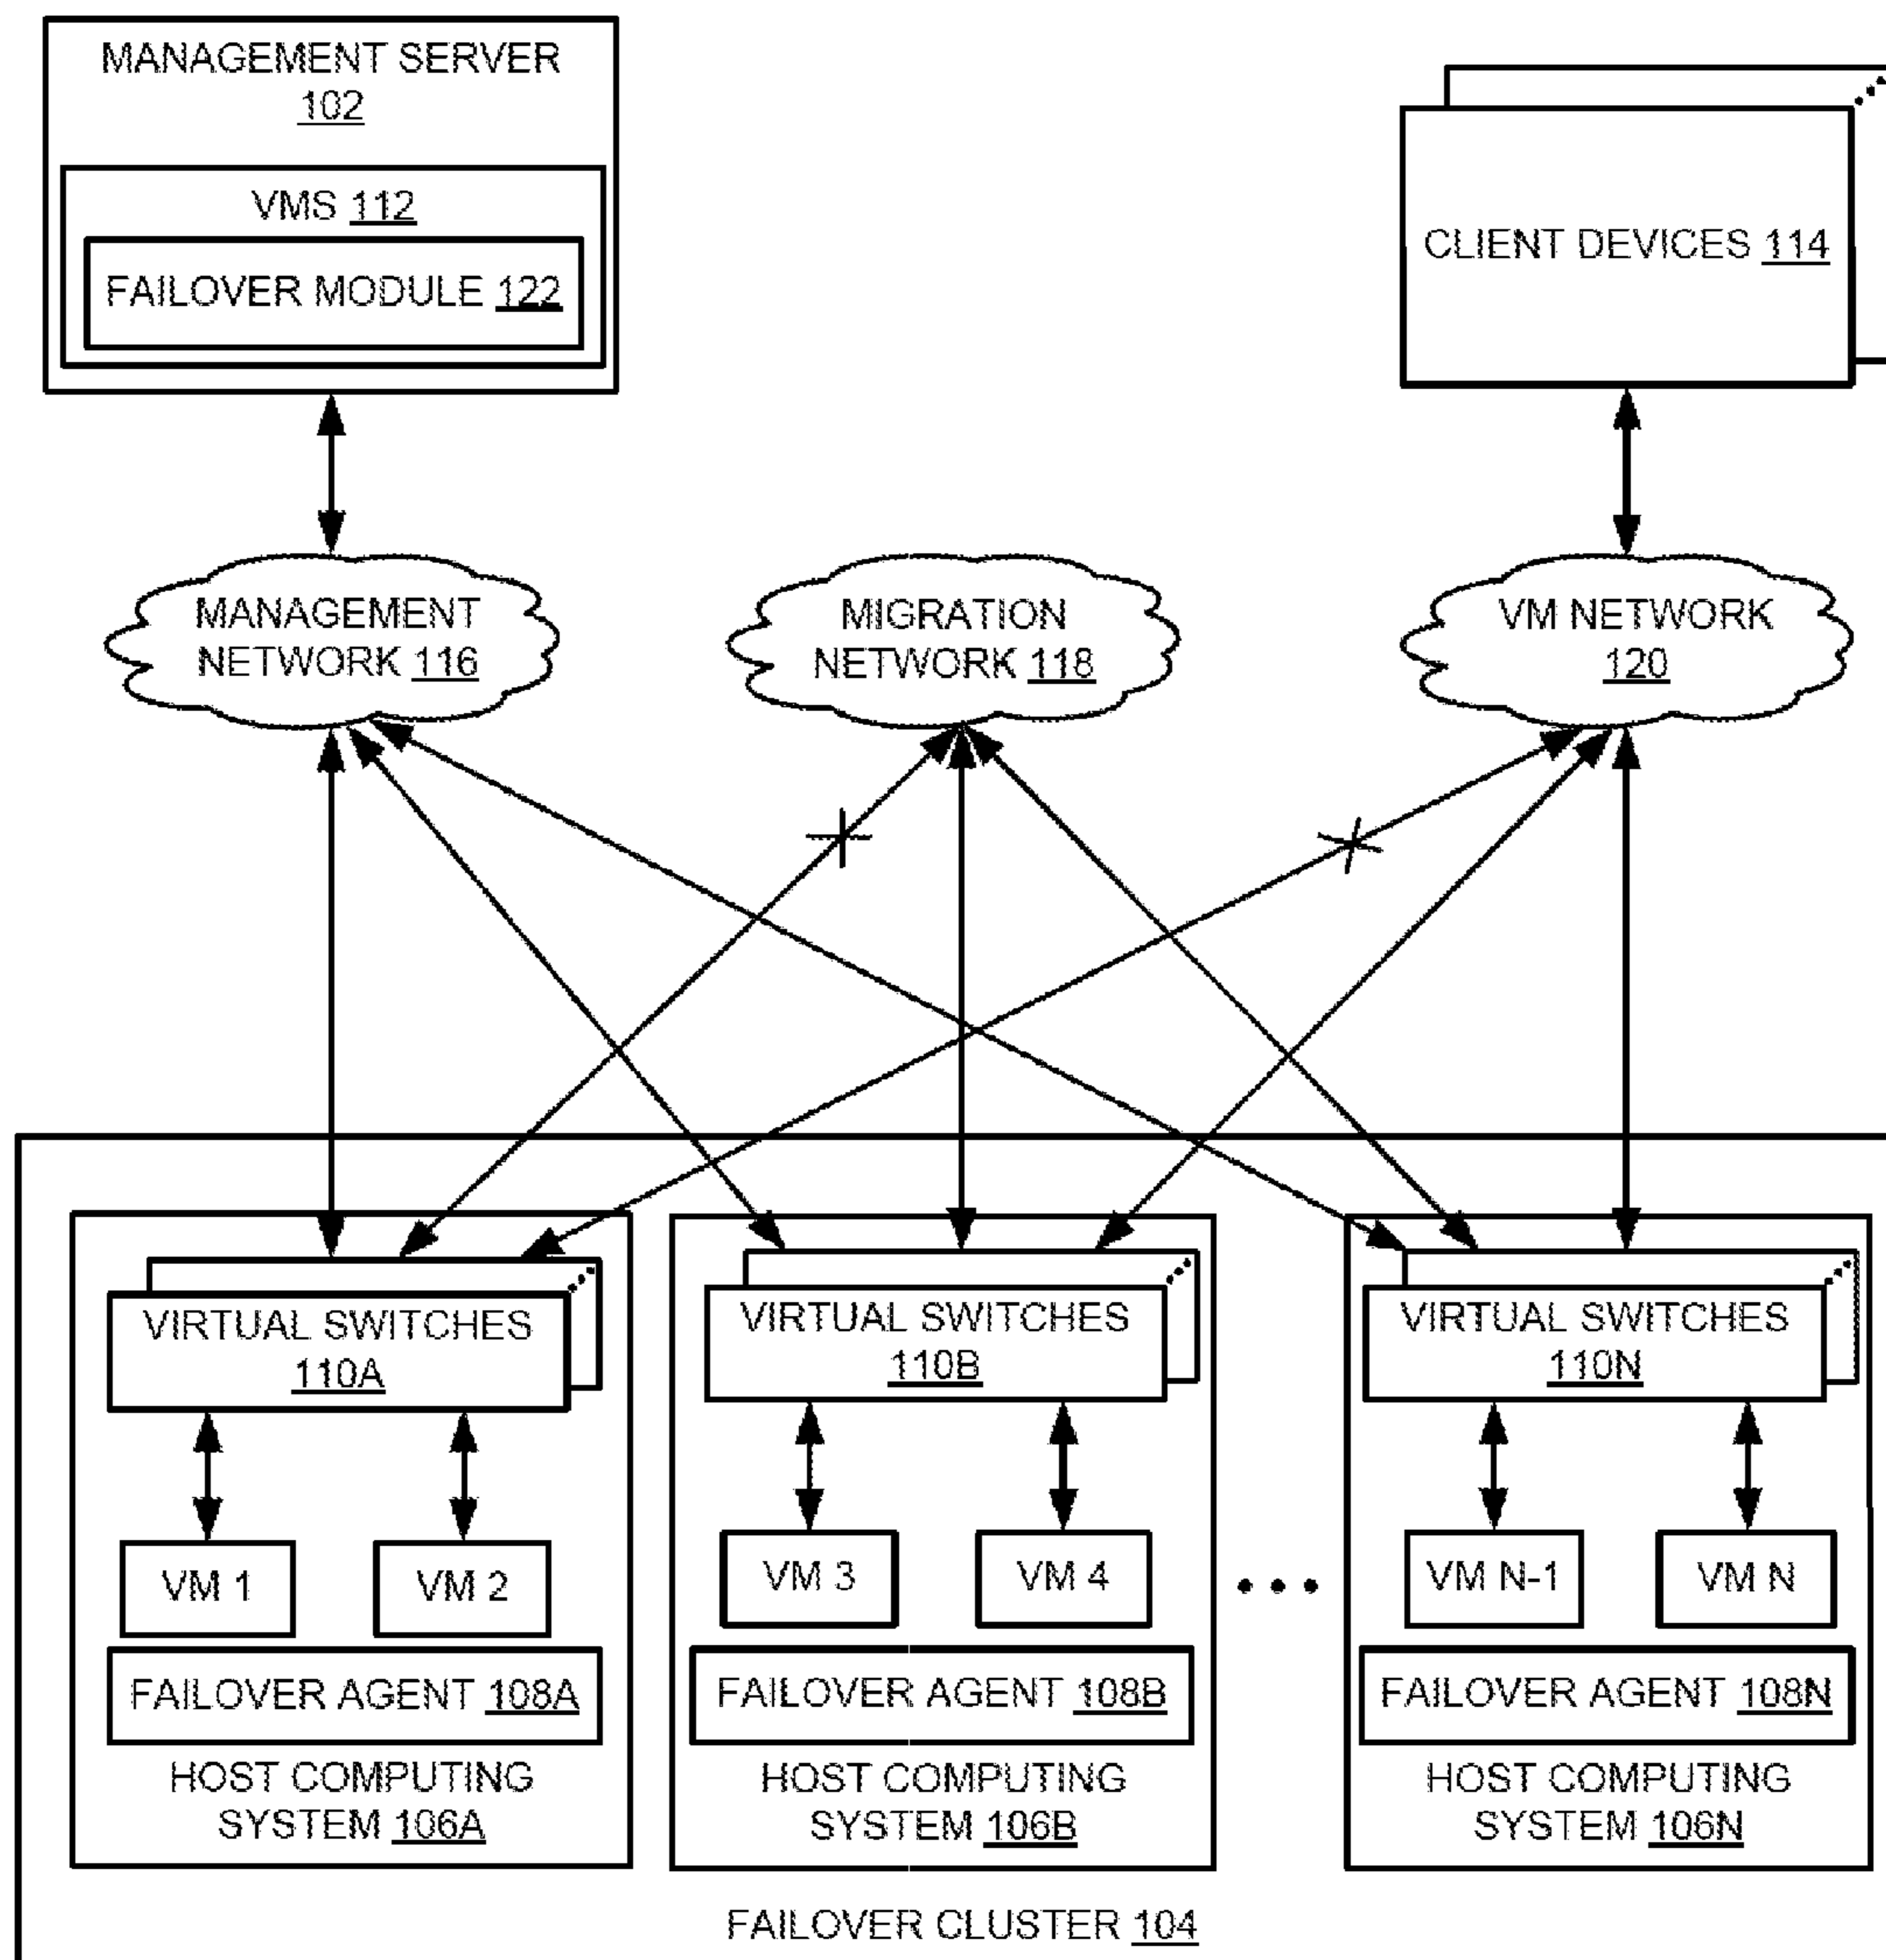 MANAGEMENT SERVER
102
VMS 112
FAILOVER MODULE 122
CLIENT DEVICES 114
MANAGEMENT
NETWORK 116
MIGRATION
NETWORK 118
VM NETWORK
120
VIRTUAL SWITCHES
110A
VM 1
VM 2
FAILOVER AGENT 108A
HOST COMPUTING
SYSTEM 106A
VIRTUAL SWITCHES
110B
VM 3
VM 4
FAILOVER AGENT 108B
HOST COMPUTING
SYSTEM 106B
VIRTUAL SWITCHES
110N
VM N-1
VM N
FAILOVER AGENT 108N
HOST COMPUTING
SYSTEM 106N
FAILOVER CLUSTER 104